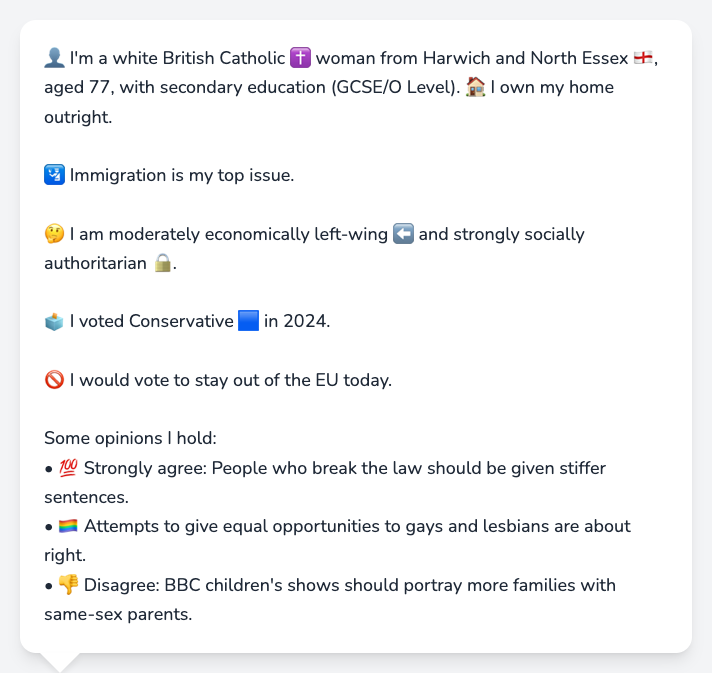 👤 I'm a white British Catholic ✝️ woman from Harwich and North Essex 🏴󠁧󠁢󠁥󠁮󠁧󠁿,
aged 77, with secondary education (GCSE/O Level). 🏠 I own my home
outright.
🛂 Immigration is my top issue.
🤔 I am moderately economically left-wing ⬅️ and strongly socially
authoritarian 🔒.
🗳️ I voted Conservative 🟦 in 2024.
🚫 I would vote to stay out of the EU today.
Some opinions I hold:
• 💯 Strongly agree: People who break the law should be given stiffer
sentences.
• 🏳️‍🌈 Attempts to give equal opportunities to gays and lesbians are about
right.
• 👎 Disagree: BBC children's shows should portray more families with
same-sex parents.